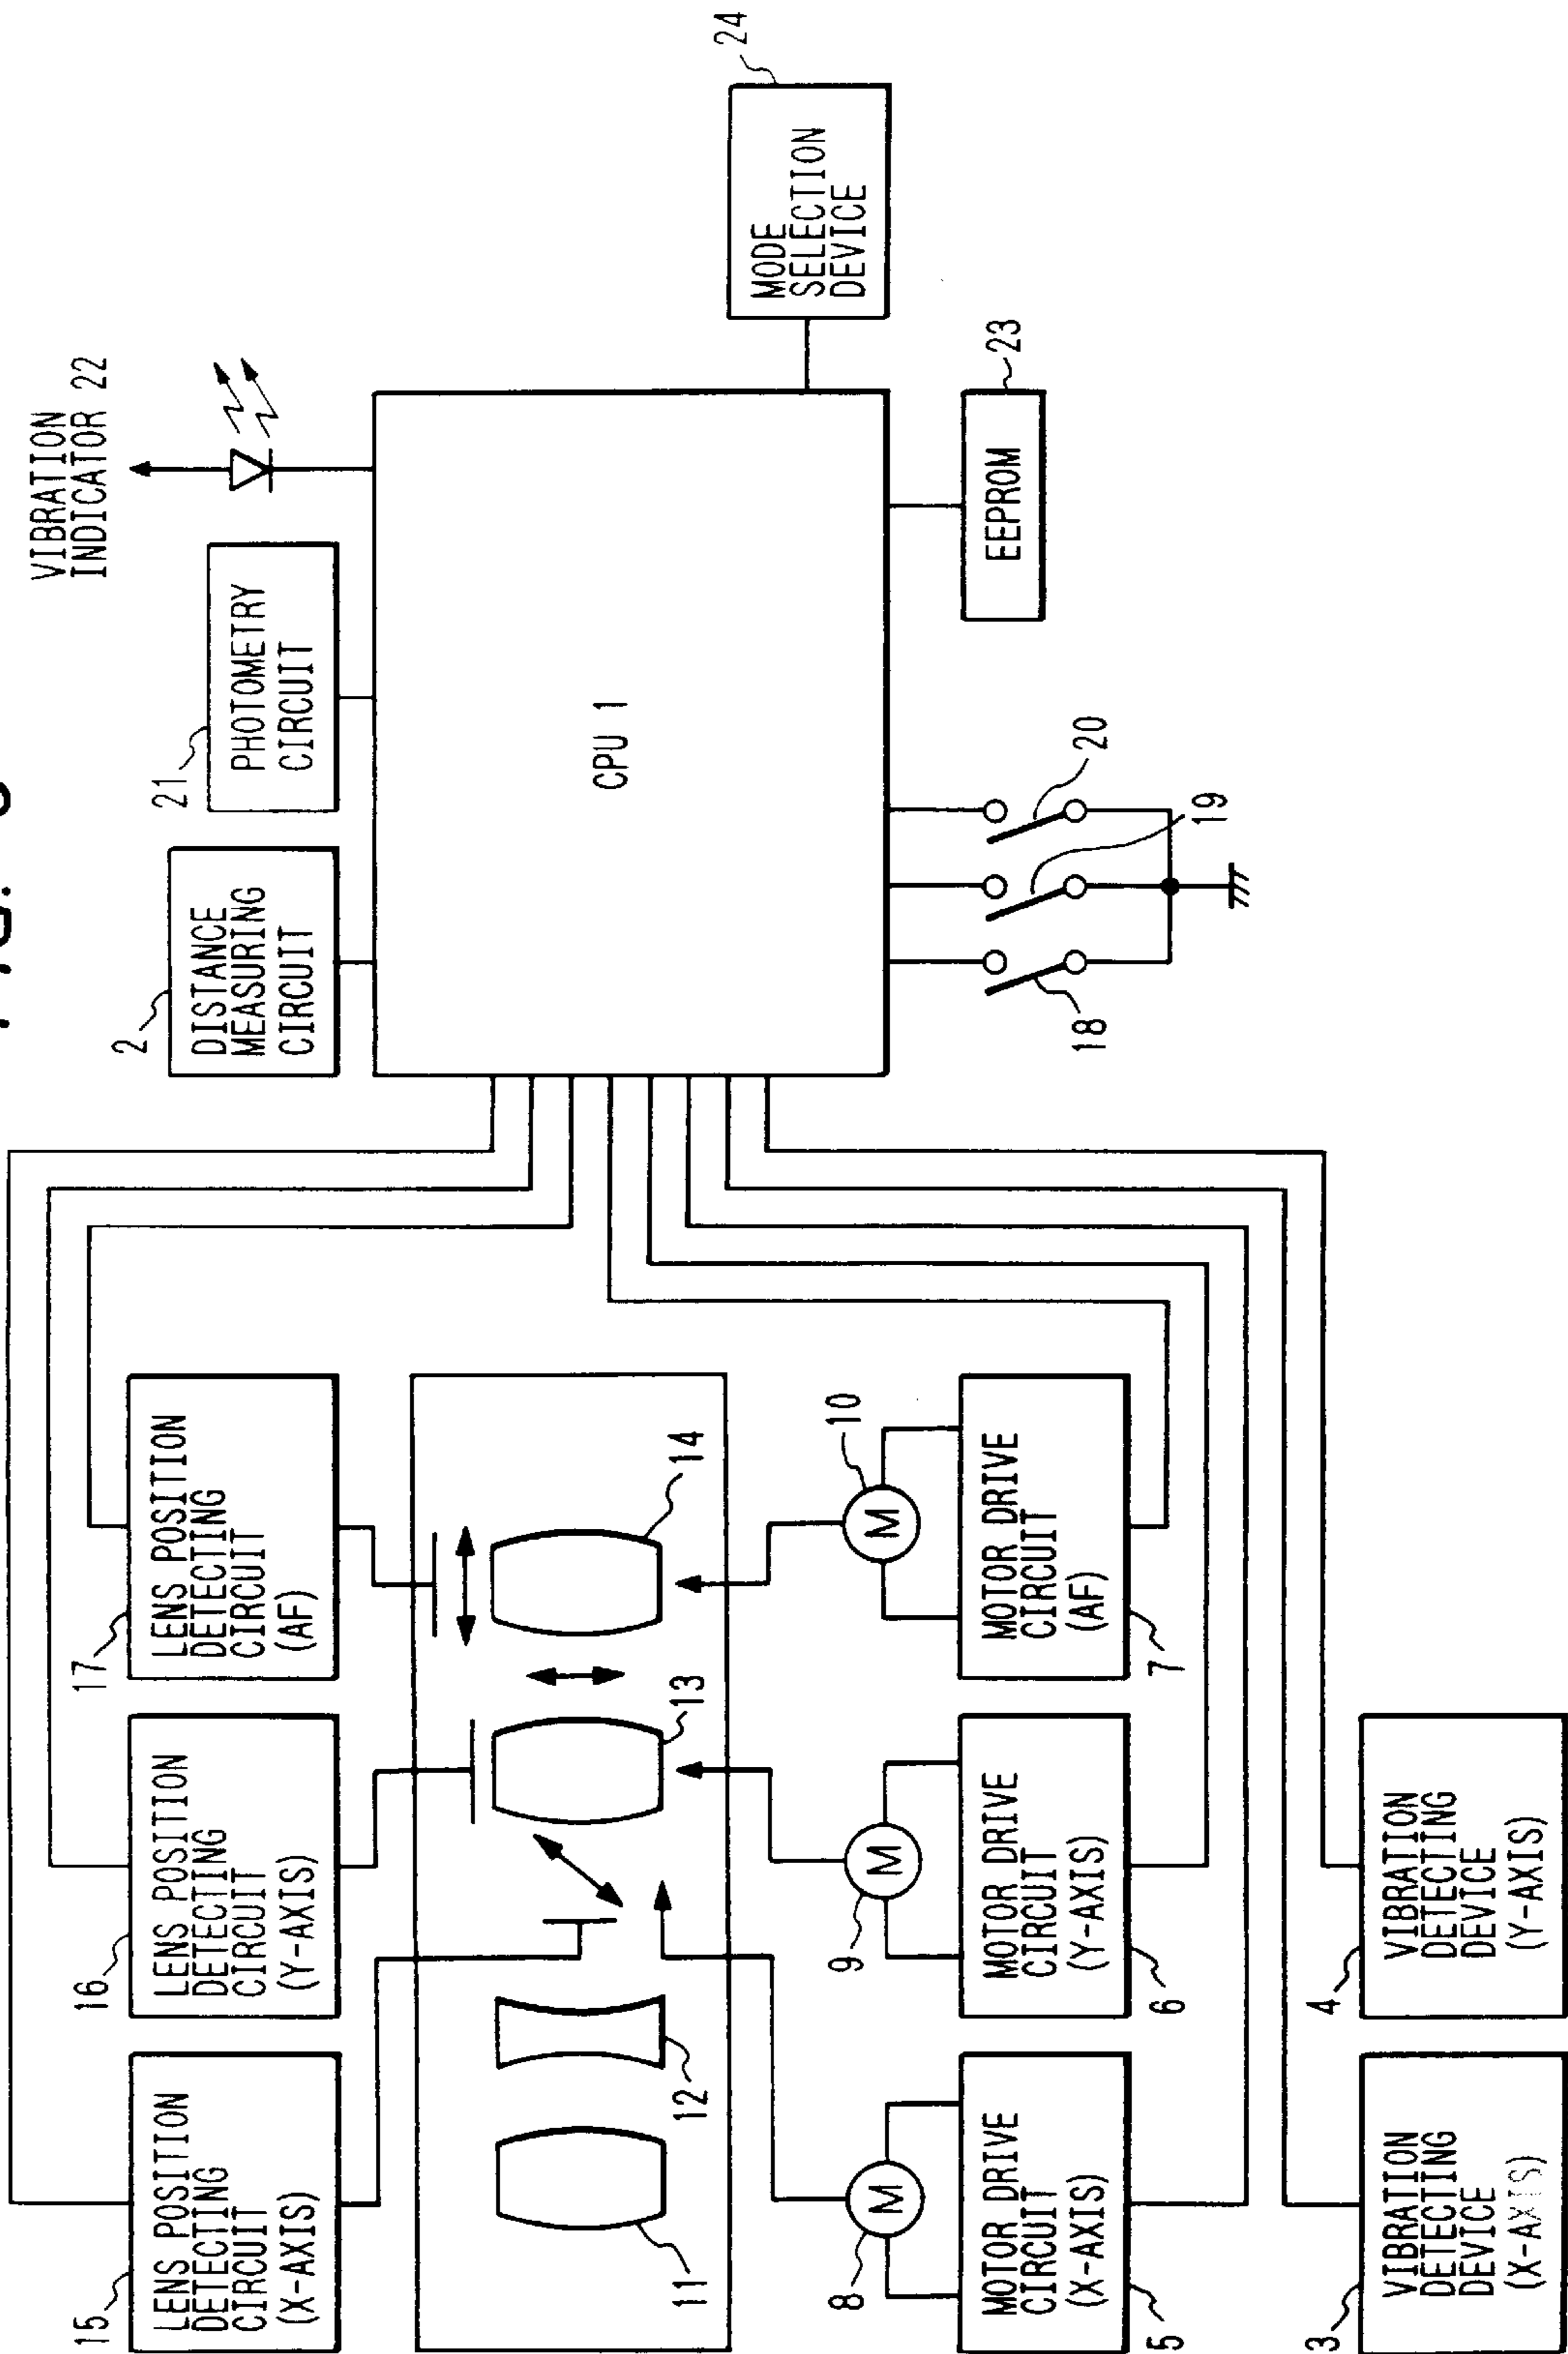 FIG.
15
LENS POSITION
DETECTING
CIRCUIT
(X-AXIS)
16
LENS POSITION
DETECTING
CIRCUIT
(Y-AXIS)
17
LENS POSITION
DETECTING
CIRCUIT
(AF)
2
DISTANCE
MEASURING
CIRCUIT
21
PHOTOMETRY
CIRCUIT
VIBRATION
INDICATOR 22
11
12
13
14
CPU 1
MODE
SELECTION
DEVICE
24
8
M
9
M
10
M
MOTOR DRIVE
CIRCUIT
(X-AXIS)
5
MOTOR DRIVE
CIRCUIT
(Y-AXIS)
6
MOTOR DRIVE
CIRCUIT
(AF)
7
18
19
20
EEPROM
23
3
VIBRATION
DETECTING
DEVICE
(X-AXIS)
4
VIBRATION
DETECTING
DEVICE
(Y-AXIS)